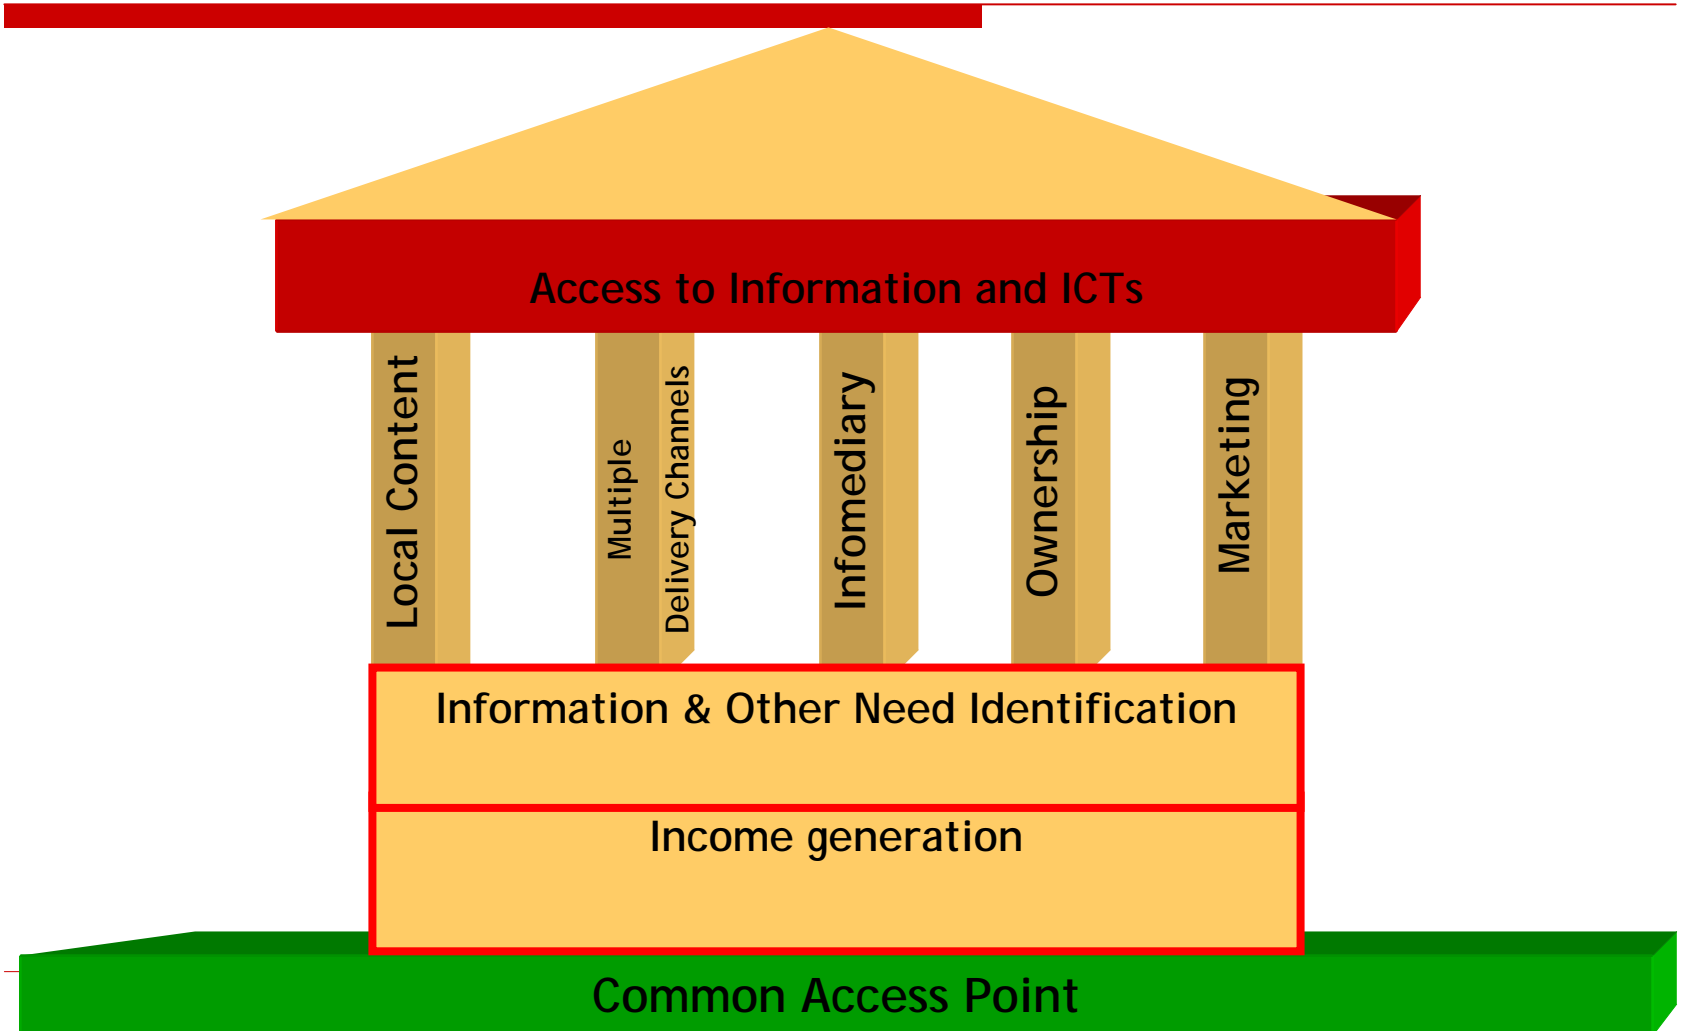 Access to Information and ICTs
Local Content
Multiple
Delivery Channels
Infomediary
Ownership
Marketing
Information & Other Need Identification
Income generation
Common Access Point